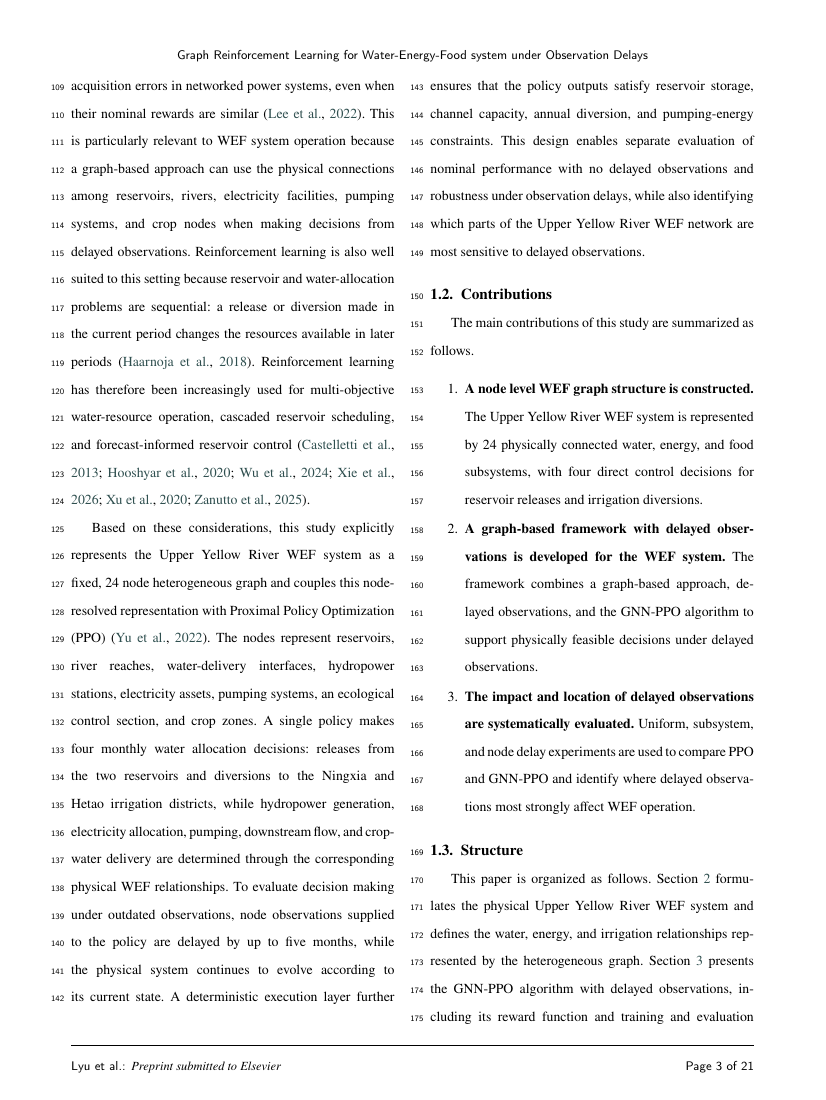 Graph Reinforcement Learning for Water-Energy-Food system under Observation Delays
109 acquisition errors in networked power systems, even when
110 their nominal rewards are similar (Lee et al., 2022). This
111 is particularly relevant to WEF system operation because
112 a graph-based approach can use the physical connections
113 among reservoirs, rivers, electricity facilities, pumping
114 systems, and crop nodes when making decisions from
115 delayed observations. Reinforcement learning is also well
116 suited to this setting because reservoir and water-allocation
117 problems are sequential: a release or diversion made in
118 the current period changes the resources available in later
119 periods (Haarnoja et al., 2018). Reinforcement learning
120 has therefore been increasingly used for multi-objective
121 water-resource operation, cascaded reservoir scheduling,
122 and forecast-informed reservoir control (Castelletti et al.,
123 2013; Hooshyar et al., 2020; Wu et al., 2024; Xie et al.,
124 2026; Xu et al., 2020; Zanutto et al., 2025).
125 Based on these considerations, this study explicitly
126 represents the Upper Yellow River WEF system as a
127 fixed, 24 node heterogeneous graph and couples this node-
128 resolved representation with Proximal Policy Optimization
129 (PPO) (Yu et al., 2022). The nodes represent reservoirs,
130 river reaches, water-delivery interfaces, hydropower
131 stations, electricity assets, pumping systems, an ecological
132 control section, and crop zones. A single policy makes
133 four monthly water allocation decisions: releases from
134 the two reservoirs and diversions to the Ningxia and
135 Hetao irrigation districts, while hydropower generation,
136 electricity allocation, pumping, downstream flow, and crop-
137 water delivery are determined through the corresponding
138 physical WEF relationships. To evaluate decision making
139 under outdated observations, node observations supplied
140 to the policy are delayed by up to five months, while
141 the physical system continues to evolve according to
142 its current state. A deterministic execution layer further
143 ensures that the policy outputs satisfy reservoir storage,
144 channel capacity, annual diversion, and pumping-energy
145 constraints. This design enables separate evaluation of
146 nominal performance with no delayed observations and
147 robustness under observation delays, while also identifying
148 which parts of the Upper Yellow River WEF network are
149 most sensitive to delayed observations.
150 1.2. Contributions
151 The main contributions of this study are summarized as
152 follows.
153 1. A node level WEF graph structure is constructed.
154 The Upper Yellow River WEF system is represented
155 by 24 physically connected water, energy, and food
156 subsystems, with four direct control decisions for
157 reservoir releases and irrigation diversions.
158 2. A graph-based framework with delayed obser-
159 vations is developed for the WEF system. The
160 framework combines a graph-based approach, de-
161 layed observations, and the GNN-PPO algorithm to
162 support physically feasible decisions under delayed
163 observations.
164 3. The impact and location of delayed observations
165 are systematically evaluated. Uniform, subsystem,
166 and node delay experiments are used to compare PPO
167 and GNN-PPO and identify where delayed observa-
168 tions most strongly affect WEF operation.
169 1.3. Structure
170 This paper is organized as follows. Section 2 formu-
171 lates the physical Upper Yellow River WEF system and
172 defines the water, energy, and irrigation relationships rep-
173 resented by the heterogeneous graph. Section 3 presents
174 the GNN-PPO algorithm with delayed observations, in-
175 cluding its reward function and training and evaluation
Lyu et al.: Preprint submitted to Elsevier
Page 3 of 21